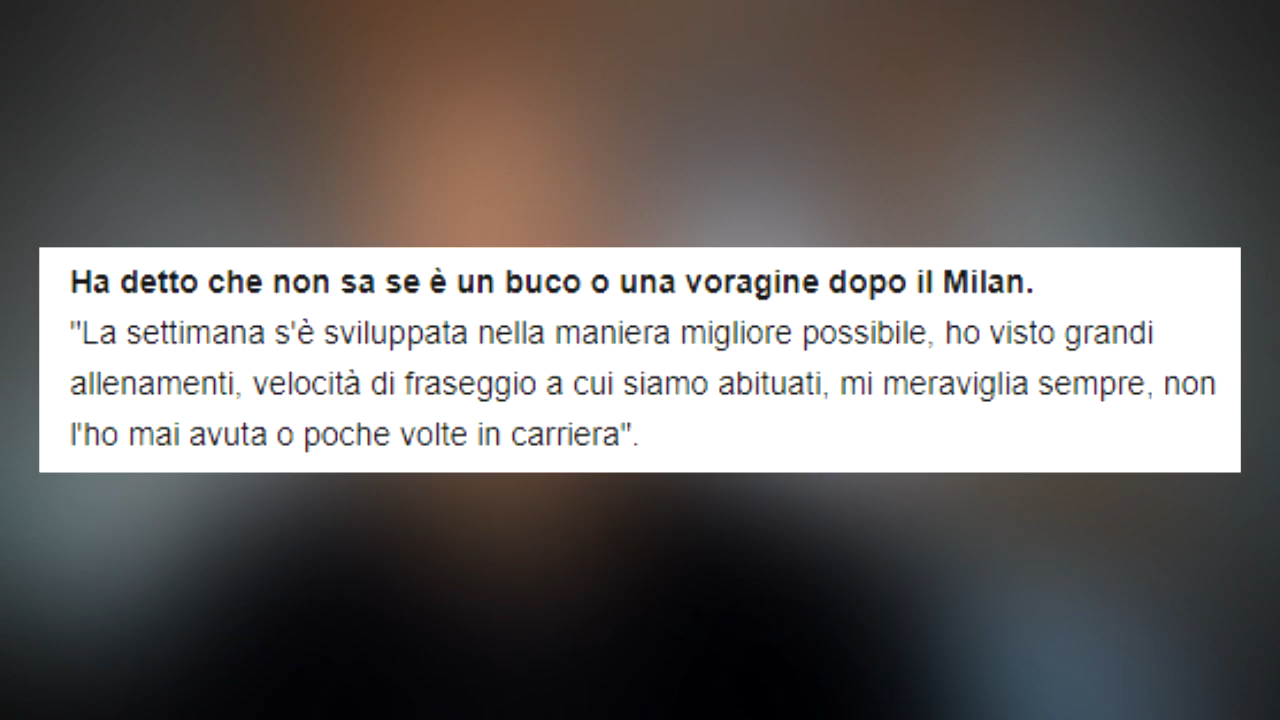 Ha detto che non sa se è un buco o una voragine dopo il Milan.
"La settimana s'è sviluppata nella maniera migliore possibile, ho visto grandi
allenamenti, velocità di fraseggio a cui siamo abituati, mi meraviglia sempre, non
l'ho mai avuta o poche volte in carriera".